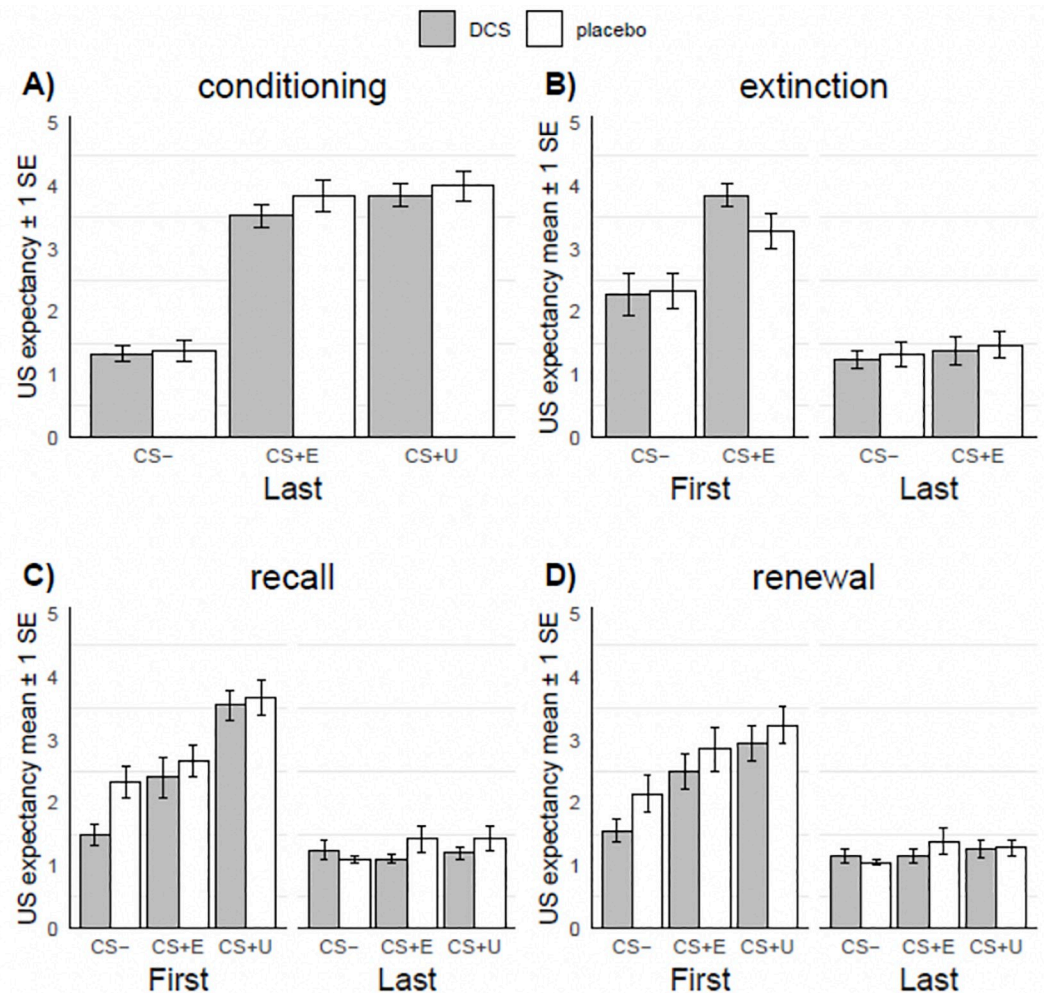 DCS placebo
A) conditioning
US expectancy ± 1 SE
5
4
3
2
1
0
CS− CS+E CS+U
Last
B) extinction
US expectancy mean ± 1 SE
5
4
3
2
1
0
CS− CS+E CS− CS+E
First Last
C) recall
US expectancy mean ± 1 SE
5
4
3
2
1
0
CS− CS+E CS+U CS− CS+E CS+U
First Last
D) renewal
US expectancy mean ± 1 SE
5
4
3
2
1
0
CS− CS+E CS+U CS− CS+E CS+U
First Last